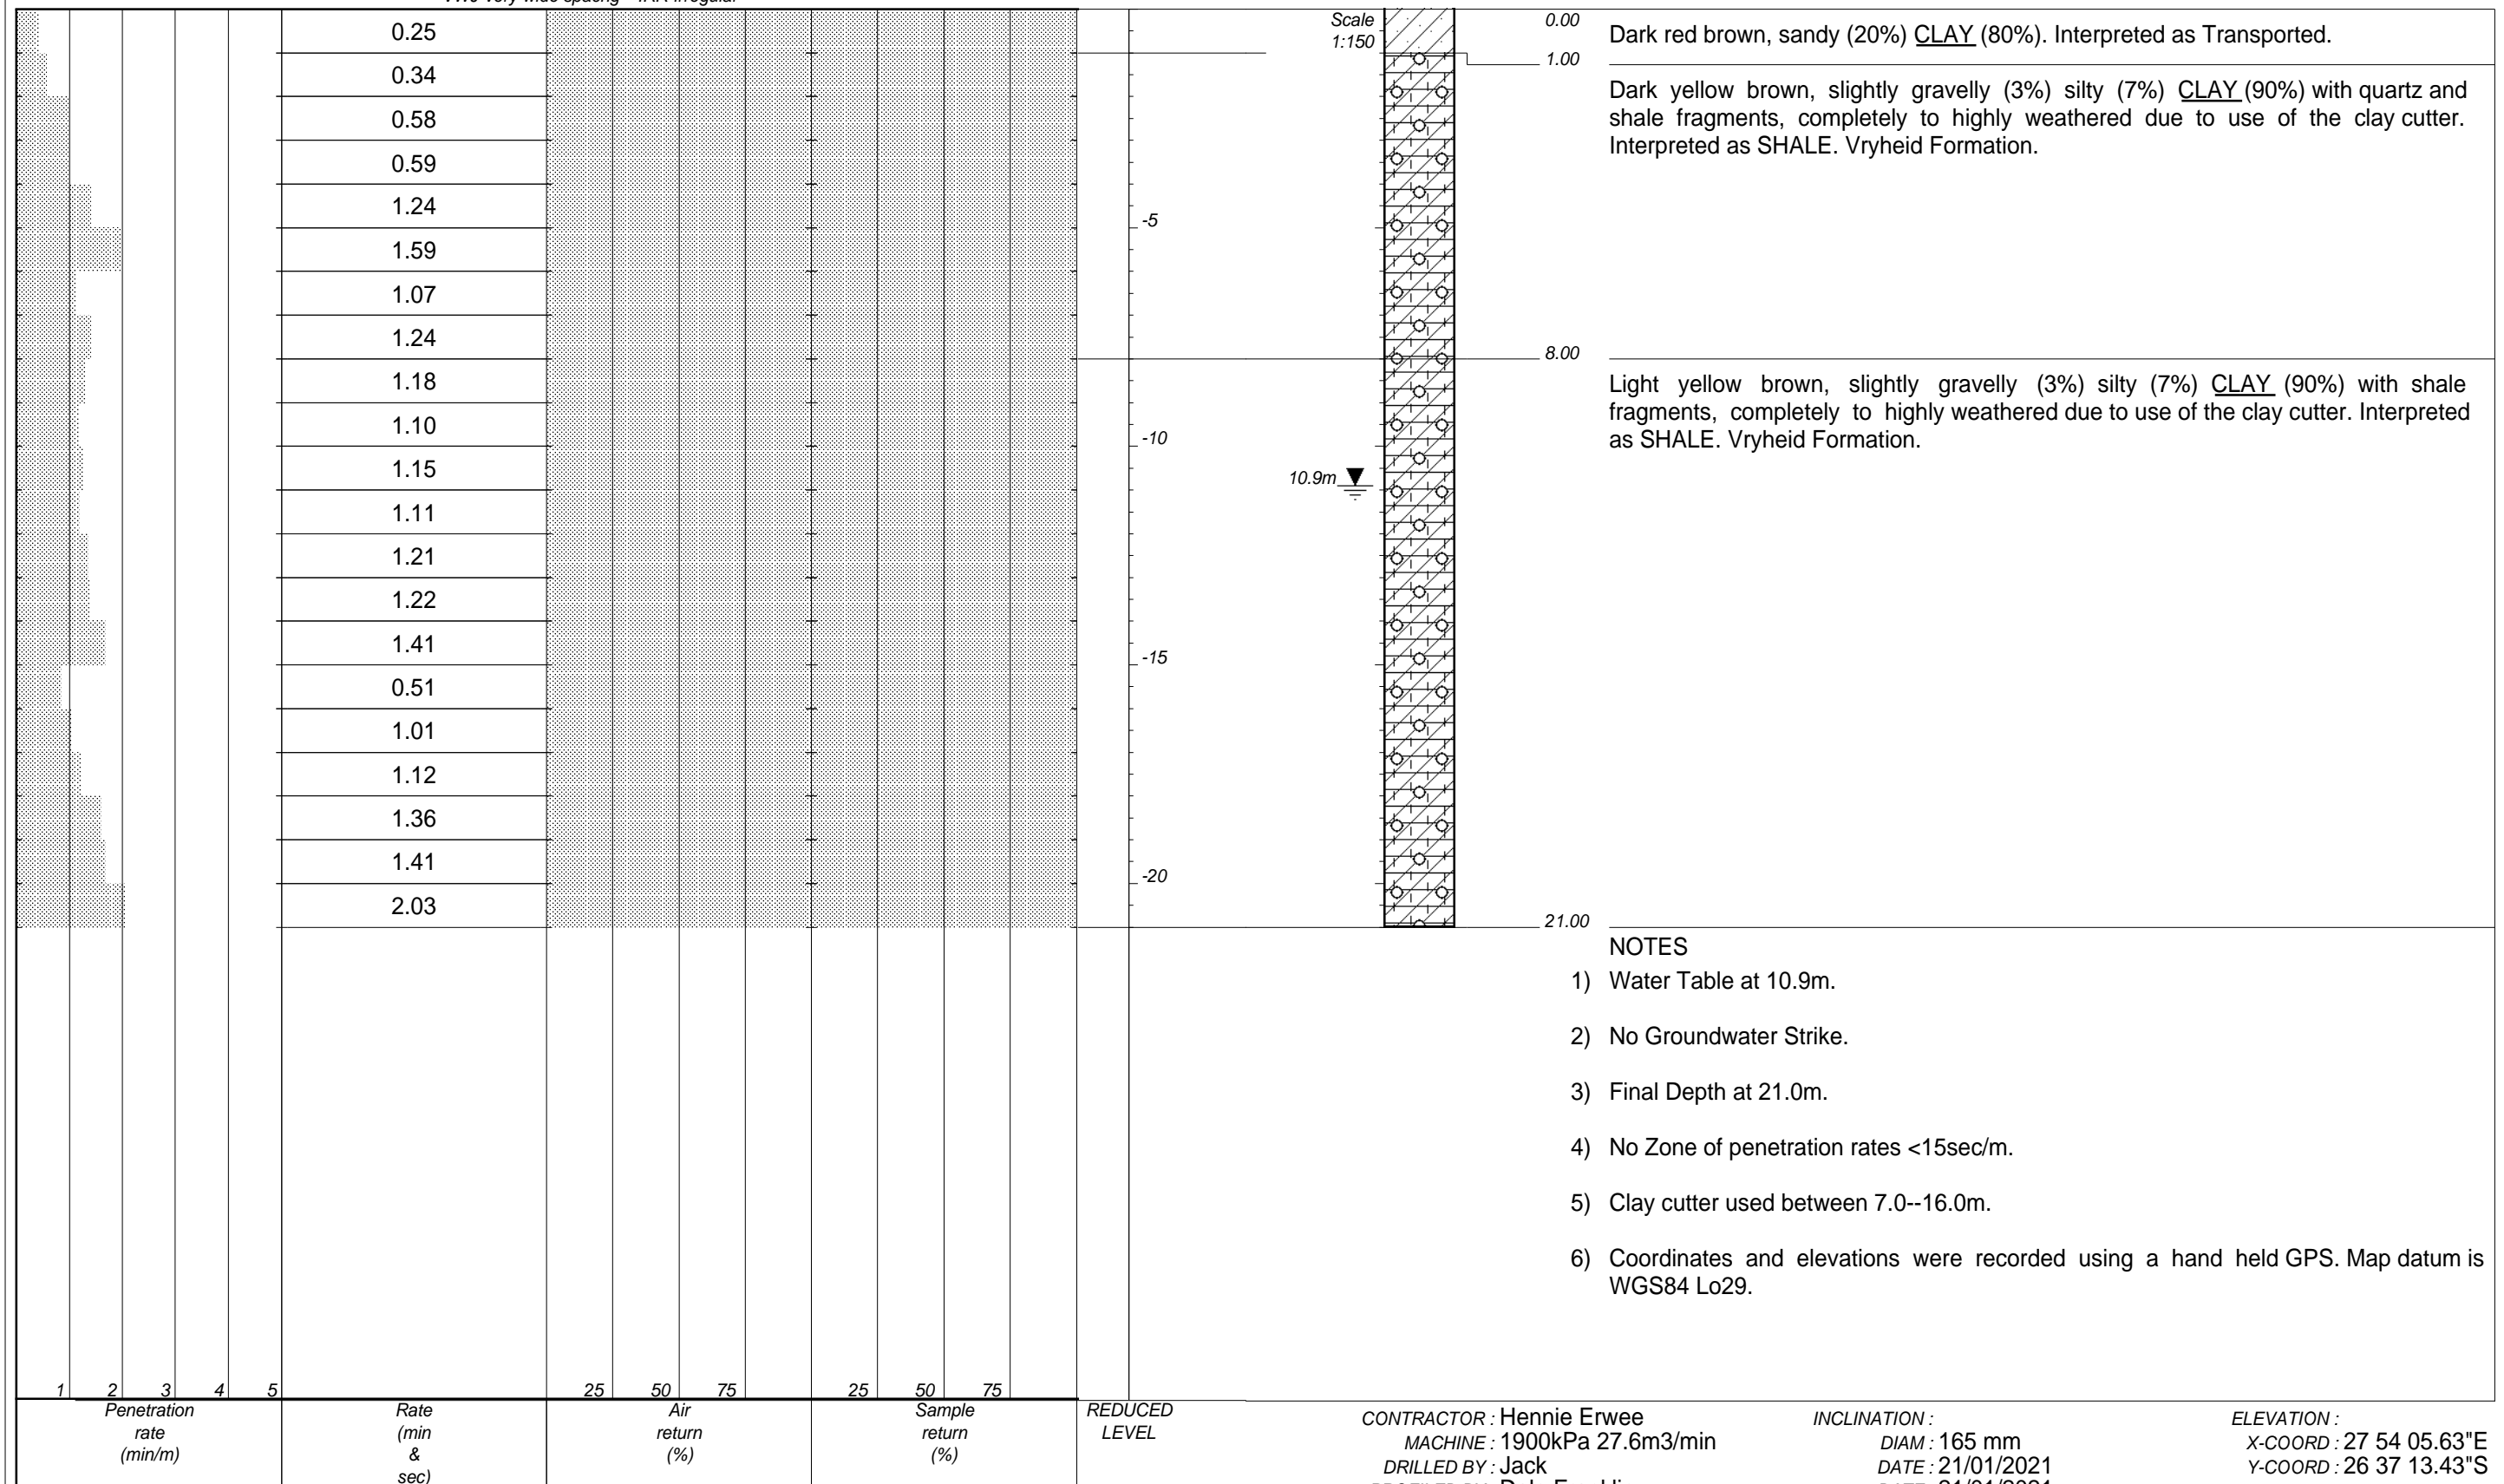 0.25
0.34
0.58
0.59
1.24
1.59
1.07
1.24
1.18
1.10
1.15
1.11
1.21
1.22
1.41
0.51
1.01
1.12
1.36
1.41
2.03
-5
-10
-15
-20
Scale
1:150
10.9m
0.00
Dark red brown, sandy (20%) CLAY (80%). Interpreted as Transported.
1.00
Dark yellow brown, slightly gravelly (3%) silty (7%) CLAY (90%) with quartz and
shale fragments, completely to highly weathered due to use of the clay cutter.
Interpreted as SHALE. Vryheid Formation.
8.00
Light yellow brown, slightly gravelly (3%) silty (7%) CLAY (90%) with shale
fragments, completely to highly weathered due to use of the clay cutter. Interpreted
as SHALE. Vryheid Formation.
21.00
NOTES
1) Water Table at 10.9m.
2) No Groundwater Strike.
3) Final Depth at 21.0m.
4) No Zone of penetration rates <15sec/m.
5) Clay cutter used between 7.0--16.0m.
6) Coordinates and elevations were recorded using a hand held GPS. Map datum is
WGS84 Lo29.
1 2 3 4 5 25 50 75 25 50 75
Penetration
rate
(min/m)
Rate
(min
&
sec)
Air
return
(%)
Sample
return
(%)
REDUCED
LEVEL
CONTRACTOR : Hennie Erwee
MACHINE : 1900kPa 27.6m3/min
DRILLED BY : Jack
INCLINATION :
DIAM : 165 mm
DATE : 21/01/2021
ELEVATION :
X-COORD : 27 54 05.63"E
Y-COORD : 26 37 13.43"S